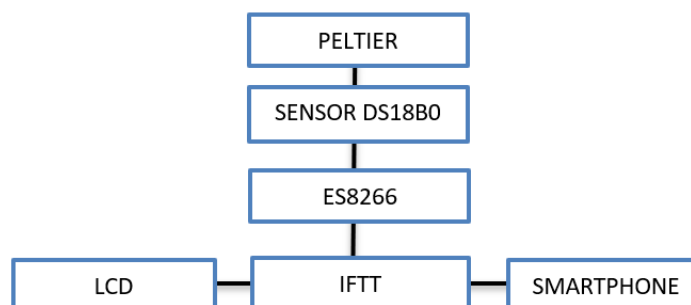 PELTIER
SENSOR DS18B0
ES8266
LCD
IFTT
SMARTPHONE